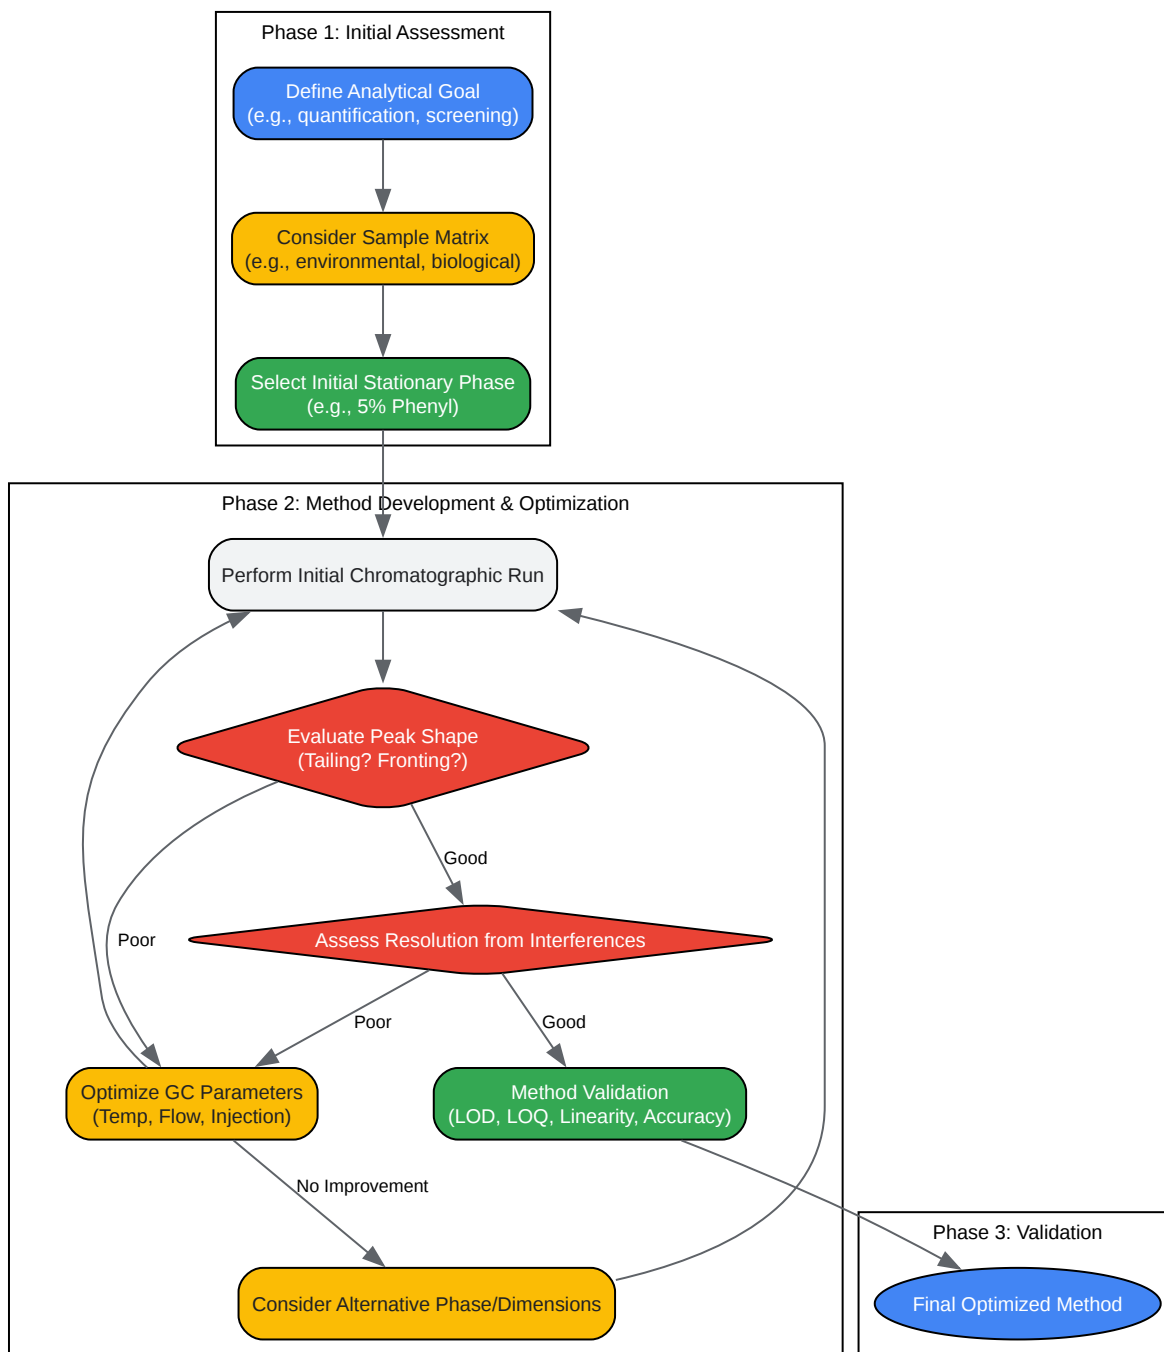 Phase 1: Initial Assessment
Define Analytical Goal
(e.g., quantification, screening)
Consider Sample Matrix
(e.g., environmental, biological)
Select Initial Stationary Phase
(e.g., 5% Phenyl)
Phase 2: Method Development & Optimization
Perform Initial Chromatographic Run
Evaluate Peak Shape
(Tailing? Fronting?)
Good
Poor
Assess Resolution from Interferences
Poor
Good
Optimize GC Parameters
(Temp, Flow, Injection)
Method Validation
(LOD, LOQ, Linearity, Accuracy)
No Improvement
Consider Alternative Phase/Dimensions
Phase 3: Validation
Final Optimized Method